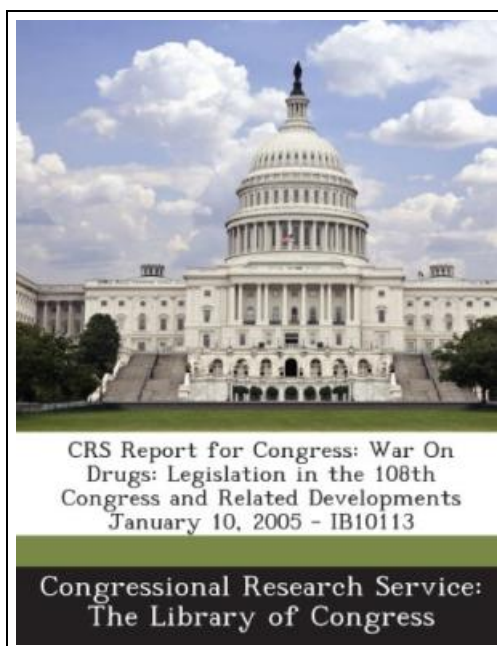 CRS Report for Congress: War On
Drugs: Legislation in the 108th
Congress and Related Developments
January 10, 2005 - IB10113
Congressional Research Service:
The Library of Congress